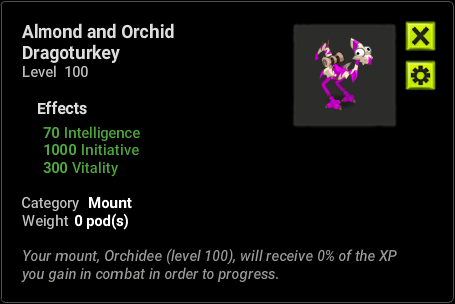 Almond and Orchid
Dragoturkey
Level 100
Effects
70 Intelligence
1000 Initiative
300 Vitality
Category Mount
Weight 0 pod(s)
Your mount, Orchidee (level 100), will receive 0% of the XP
you gain in combat in order to progress.